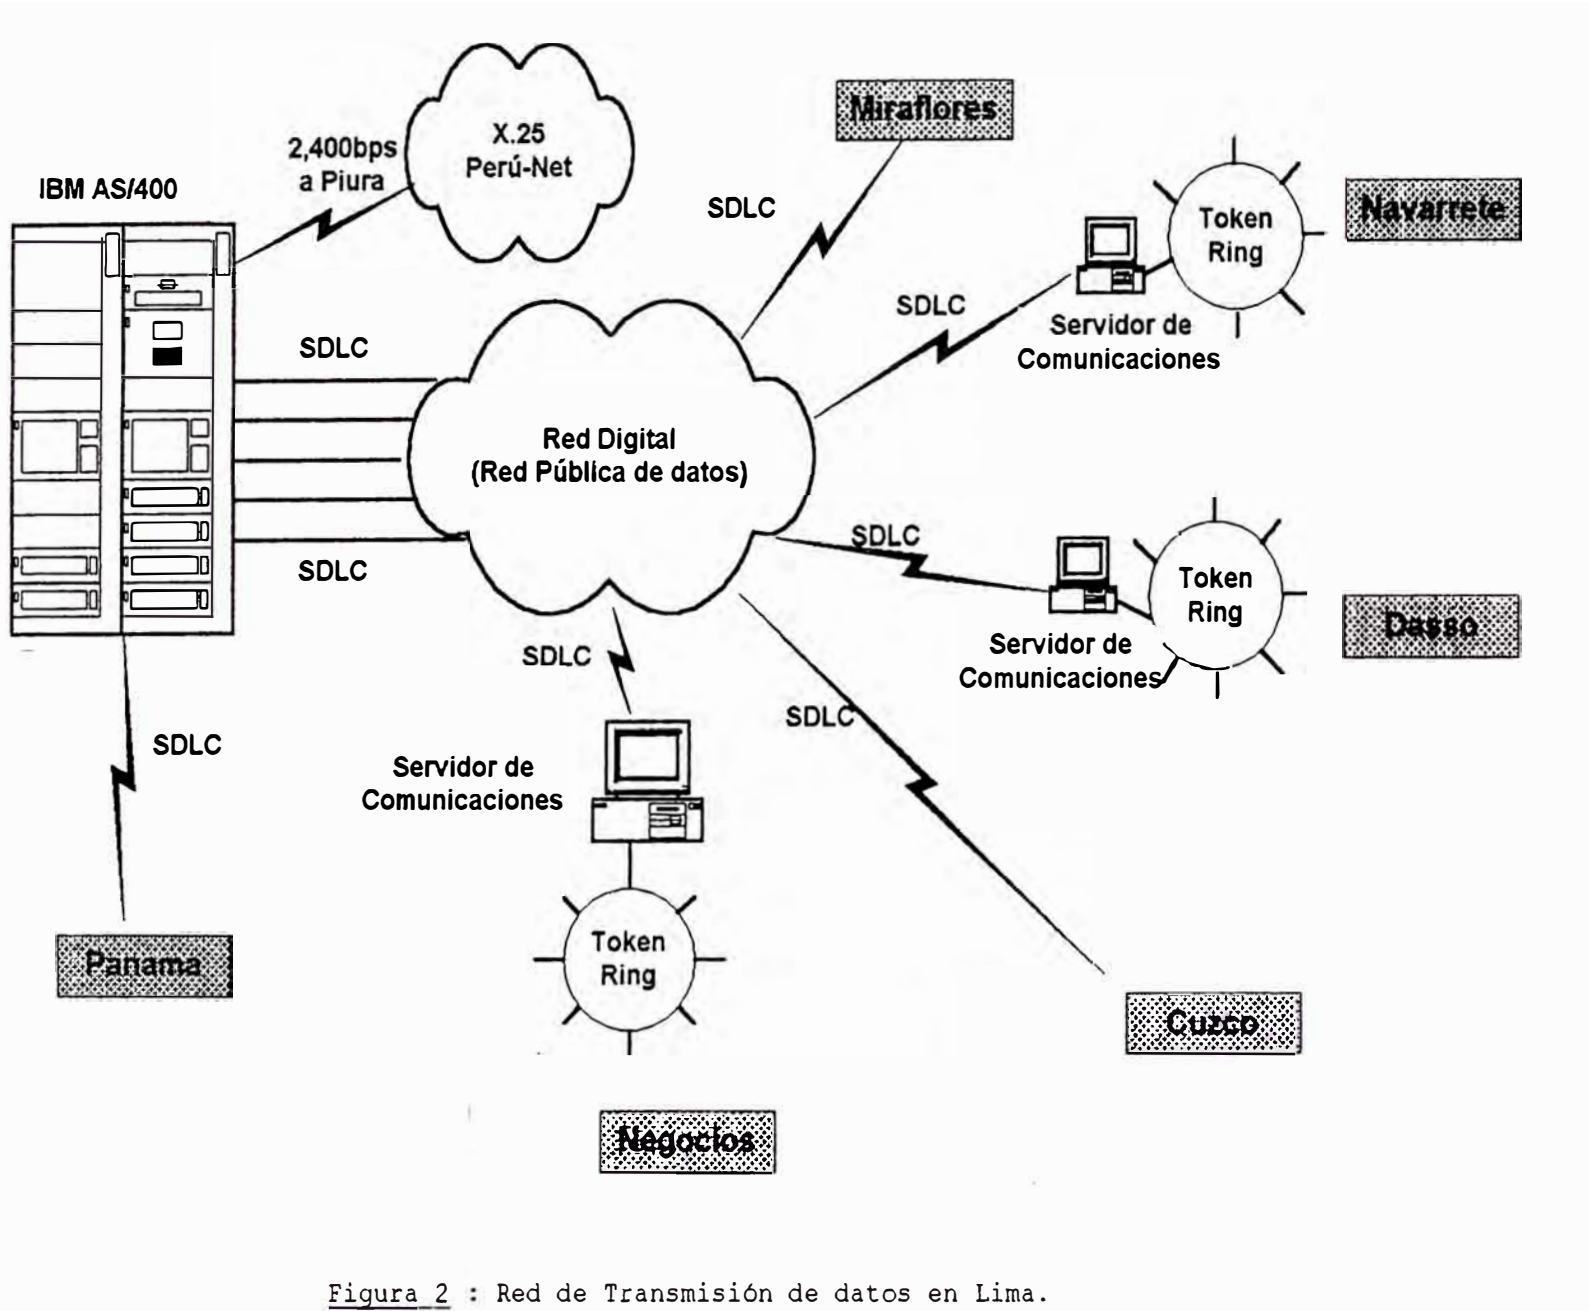 X.25
Perú-Net
2,400bps
a Piura
IBM AS/400
Miraflores
SDLC
Token
Ring
Navarrete
SDLC
Servidor de
Comunicaciones
SDLC
Red Digital
(Red Pública de datos)
SDLC
SDLC
Token
Ring
Dasso
Servidor de
Comunicaciones
SDLC
SDLC
SDLC
Servidor de
Comunicaciones
Token
Ring
Panama
Cuzco
Negocios
Figura 2 : Red de Transmisión de datos en Lima.